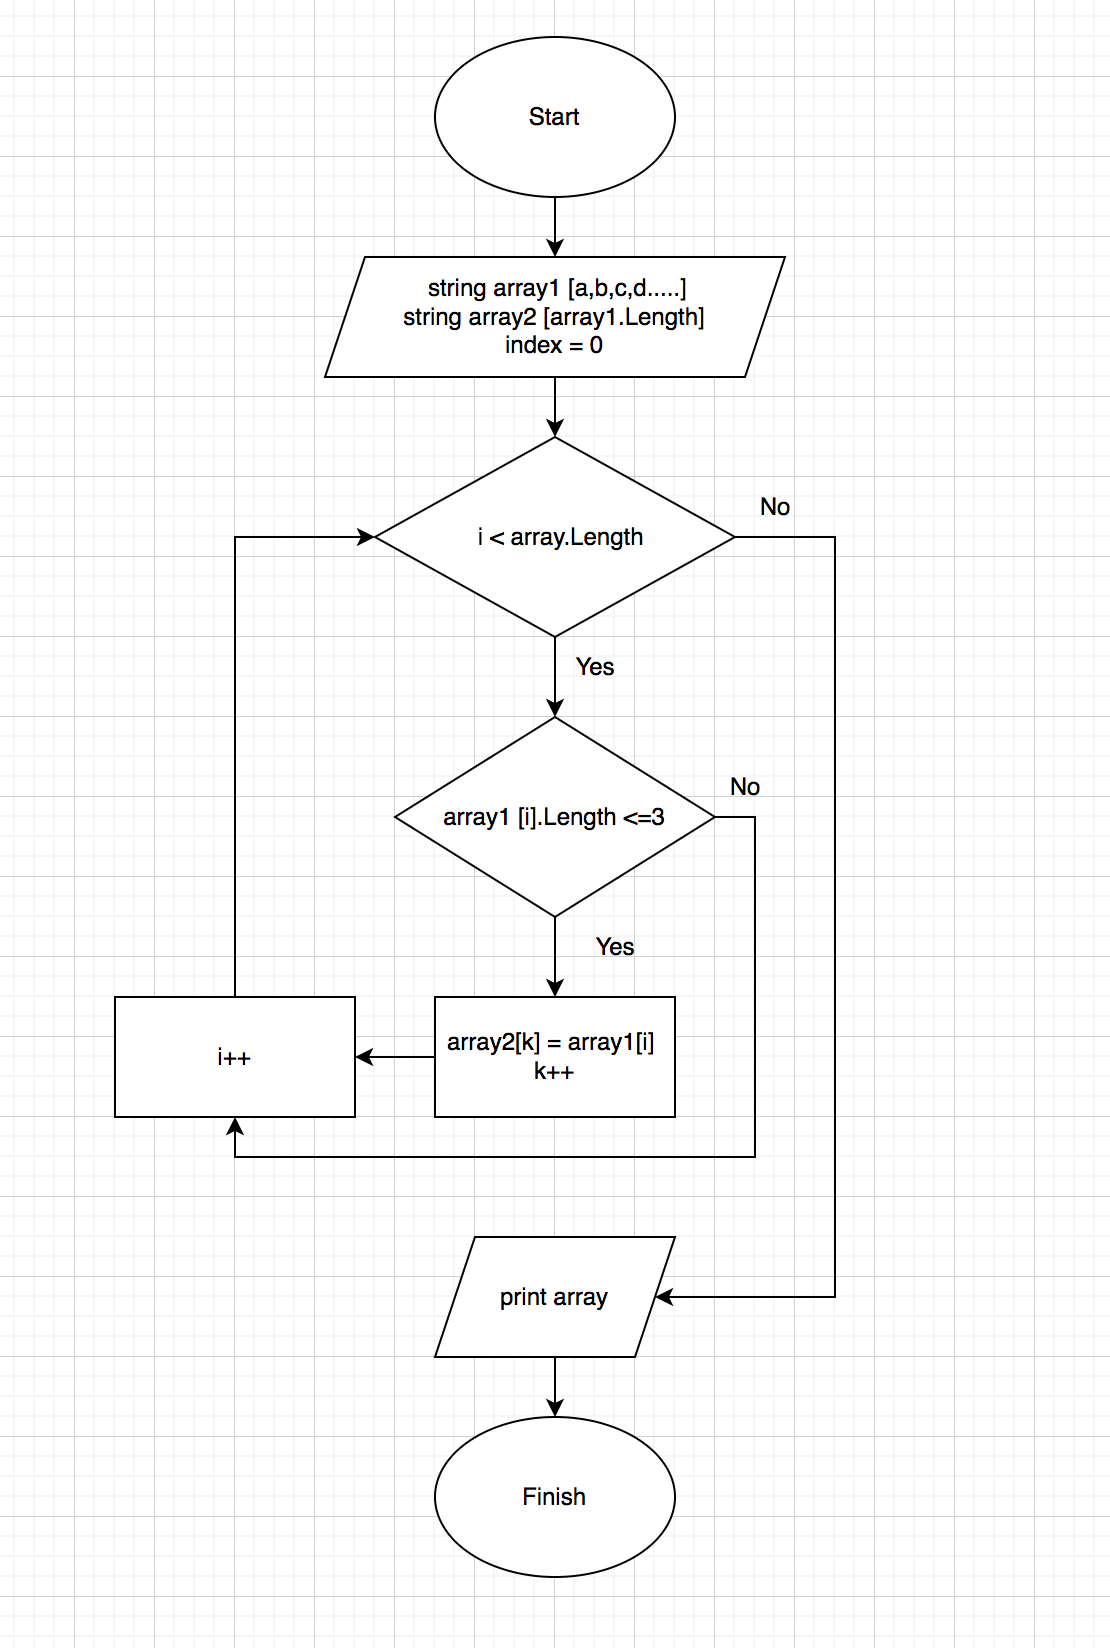 Start
string array1 [a,b,c,d.....]
string array2 [array1.Length]
index = 0
i < array.Length
No
Yes
array1 [i].Length <=3
No
Yes
array2[k] = array1[i]
k++
i++
print array
Finish